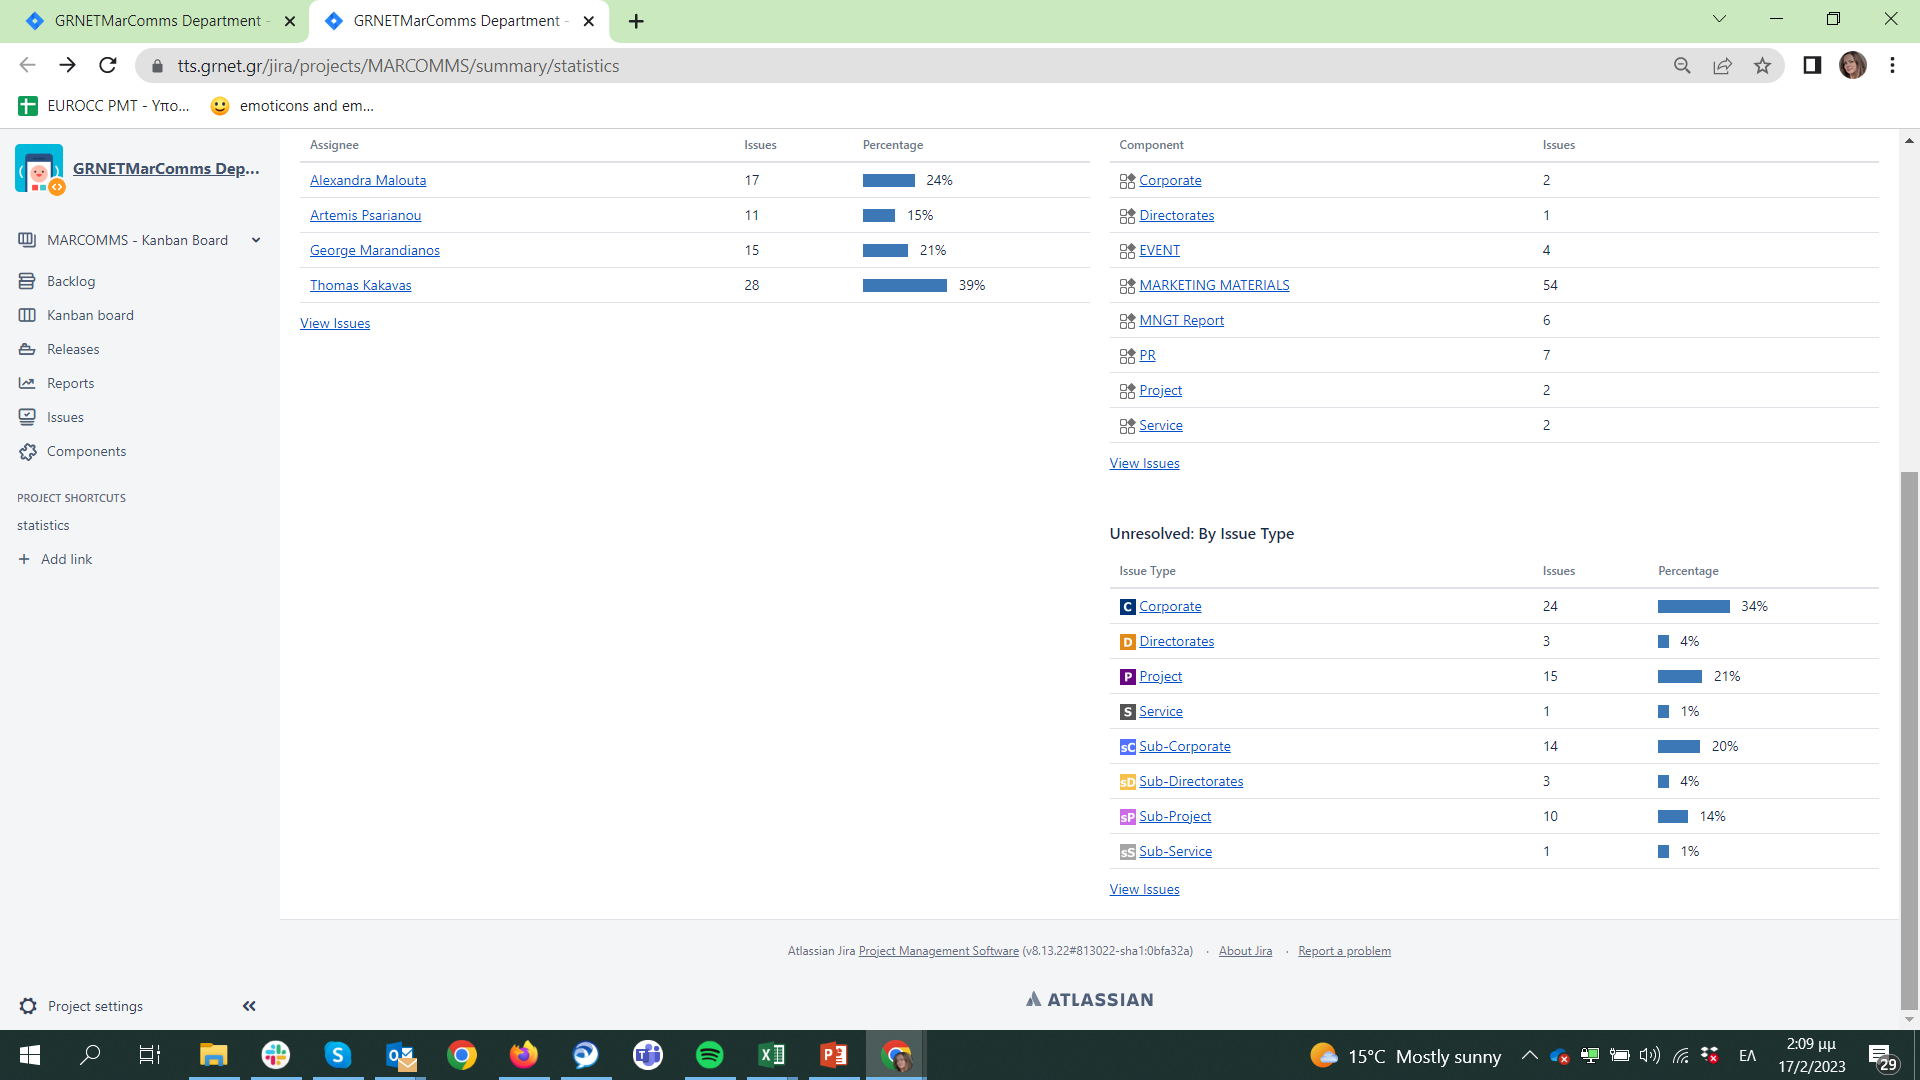 GRNETMarComms Department -
GRNETMarComms Department -
tts.grnet.gr/jira/projects/MARCOMMS/summary/statistics
EUROCC PMT - Υπο...
emoticons and em...
GRNETMarComms Dep...
MARCOMMS - Kanban Board
Backlog
Kanban board
Releases
Reports
Issues
Components
PROJECT SHORTCUTS
statistics
Add link
Project settings
Assignee Issues Percentage
Alexandra Malouta 17 24%
Artemis Psarianou 11 15%
George Marandianos 15 21%
Thomas Kakavas 28 39%
View Issues
Component Issues
Corporate 2
Directorates 1
EVENT 4
MARKETING MATERIALS 54
MNGT Report 6
PR 7
Project 2
Service 2
View Issues
Unresolved: By Issue Type
Issue Type Issues Percentage
C Corporate 24 34%
D Directorates 3 4%
P Project 15 21%
S Service 1 1%
sC Sub-Corporate 14 20%
sD Sub-Directorates 3 4%
sP Sub-Project 10 14%
sS Sub-Service 1 1%
View Issues
Atlassian Jira Project Management Software (v8.13.22#813022-sha1:0bfa32a) · About Jira · Report a problem
ATLASSIAN
15°C Mostly sunny
ΕΛ
2:09 μμ
17/2/2023
29